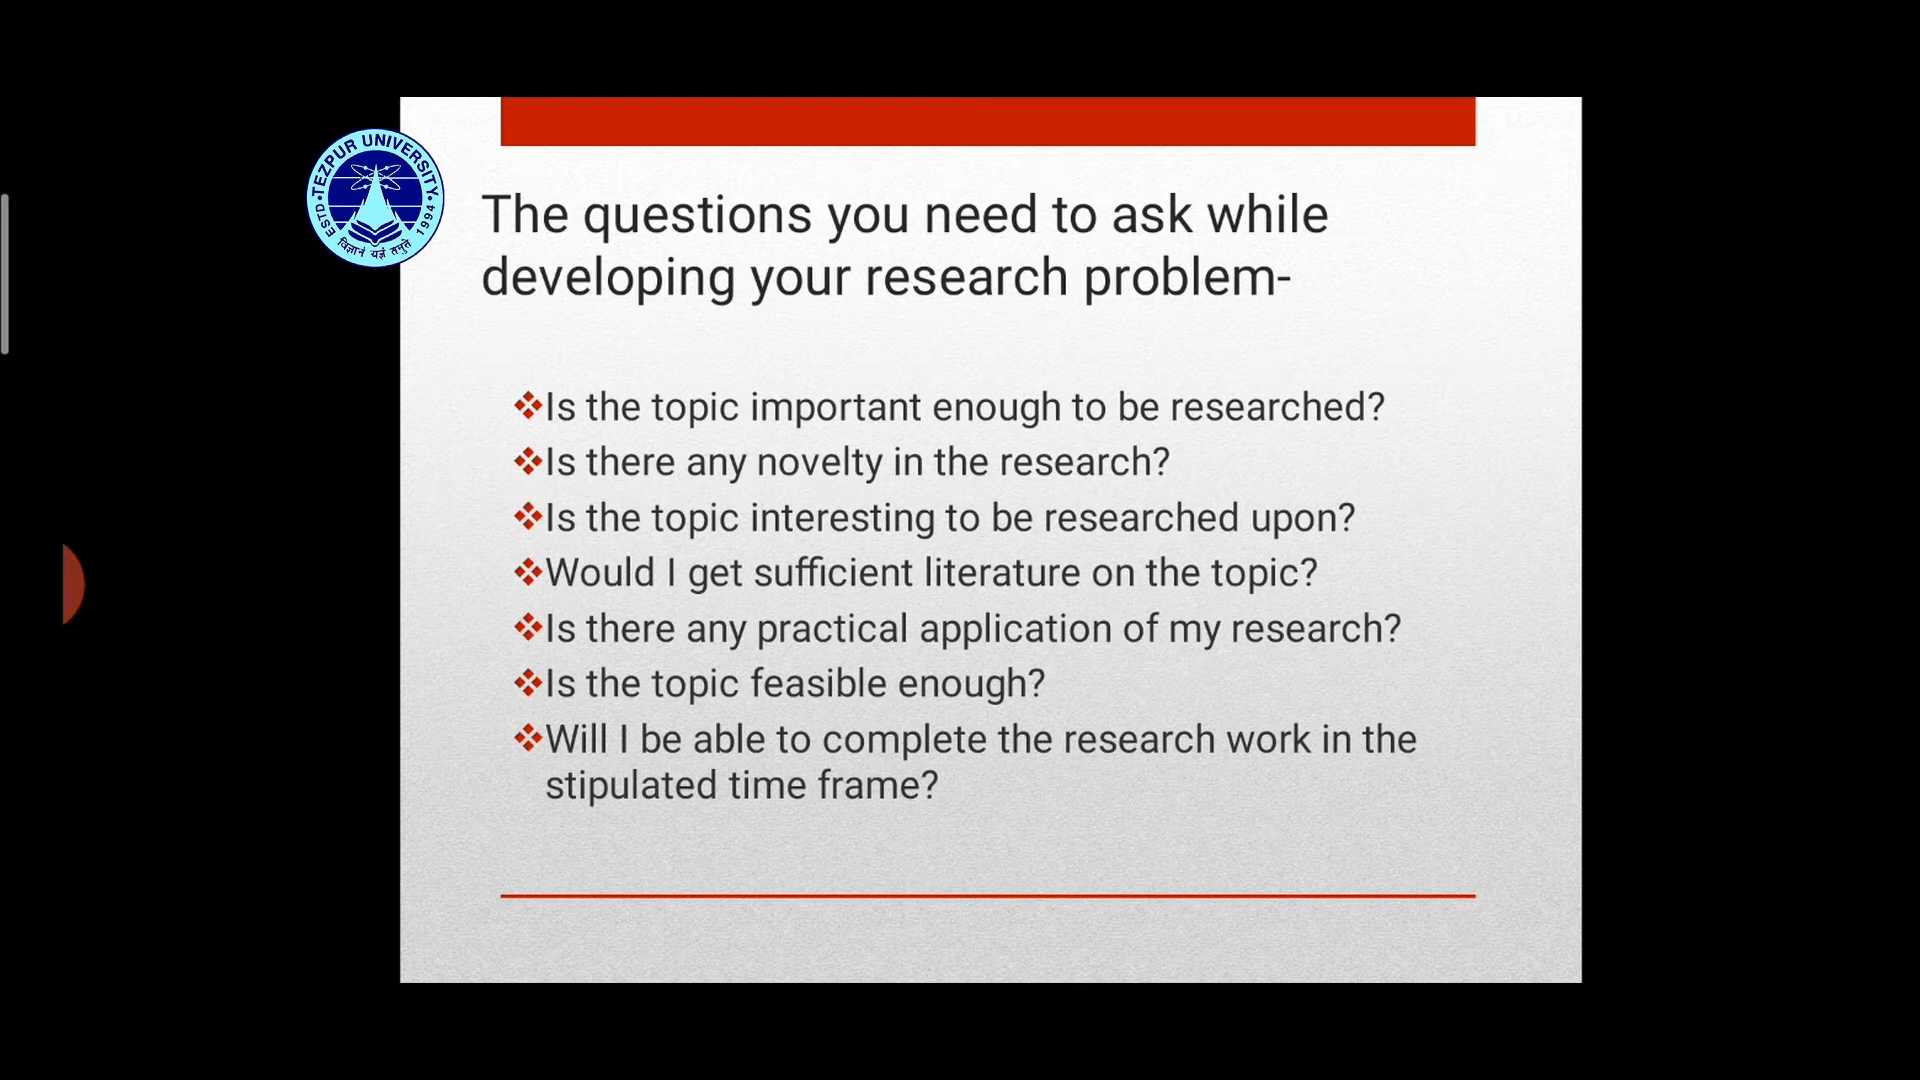 TEZPUR UNIVERSITY
ESTD
1994
विज्ञानं यज्ञं तनुते
The questions you need to ask while
developing your research problem-
❖Is the topic important enough to be researched?
❖Is there any novelty in the research?
❖Is the topic interesting to be researched upon?
❖Would I get sufficient literature on the topic?
❖Is there any practical application of my research?
❖Is the topic feasible enough?
❖Will I be able to complete the research work in the
stipulated time frame?